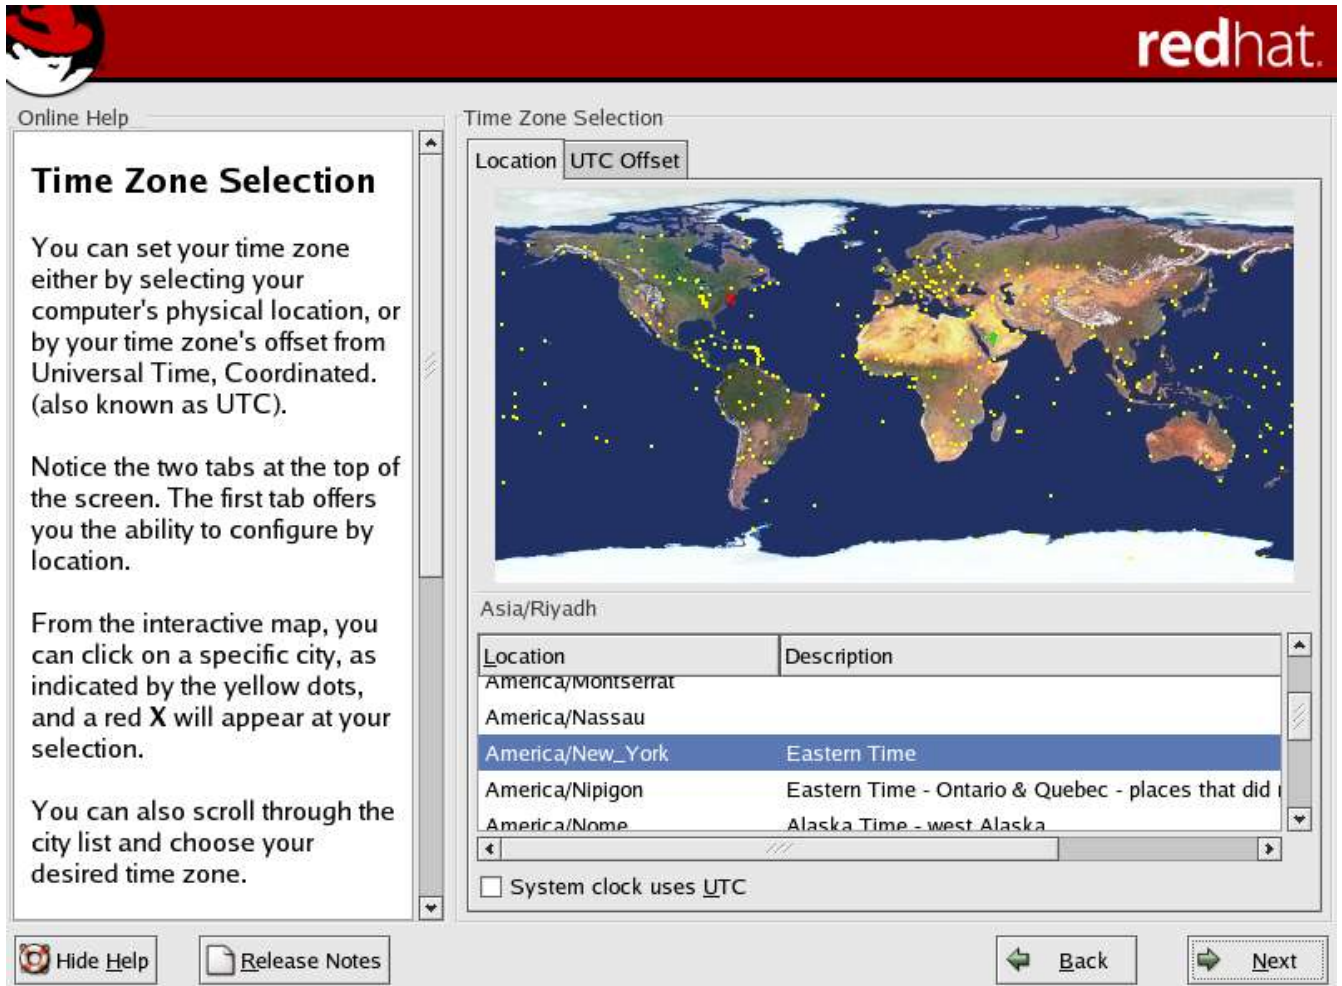 redhat.
Online Help
Time Zone Selection
You can set your time zone
either by selecting your
computer's physical location, or
by your time zone's offset from
Universal Time, Coordinated.
(also known as UTC).
Notice the two tabs at the top of
the screen. The first tab offers
you the ability to configure by
location.
From the interactive map, you
can click on a specific city, as
indicated by the yellow dots,
and a red X will appear at your
selection.
You can also scroll through the
city list and choose your
desired time zone.
Time Zone Selection
Location UTC Offset
Asia/Riyadh
Location Description
America/Montserrat
America/Nassau
America/New_York Eastern Time
America/Nipigon Eastern Time - Ontario & Quebec - places that did
America/Nome Alaska Time - west Alaska
System clock uses UTC
Hide Help Release Notes Back Next